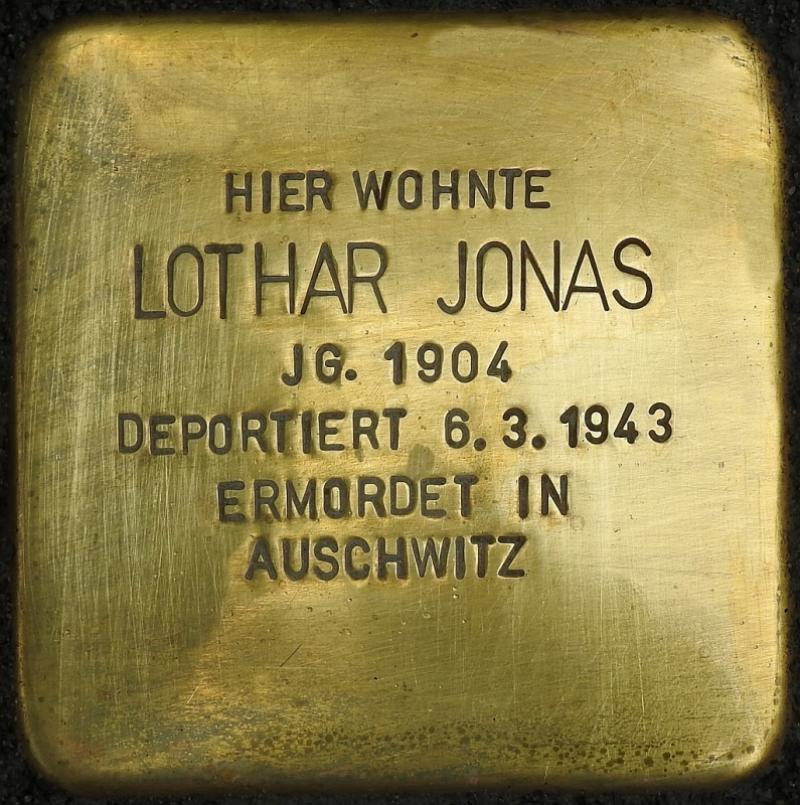 HIER WOHNTE
LOTHAR JONAS
JG. 1904
DEPORTIERT 6.3.1943
ERMORDET IN
AUSCHWITZ